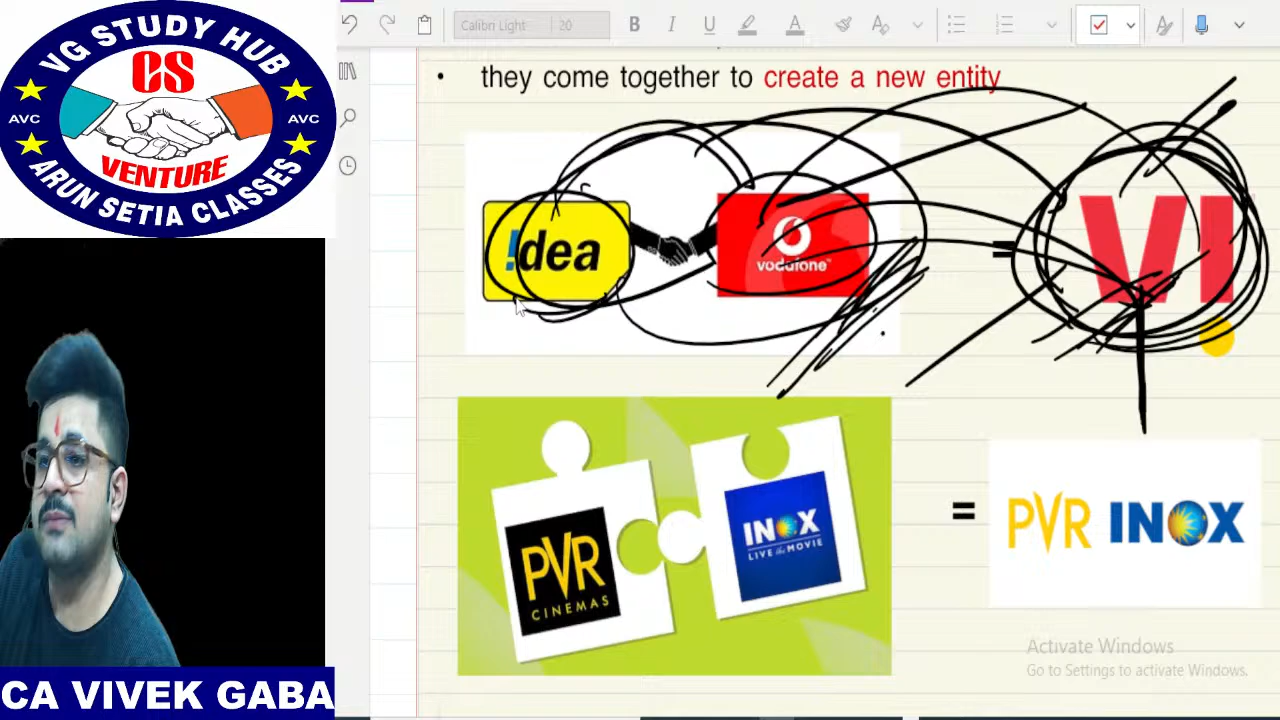 VG STUDY HUB
CS
AVC
AVC
VENTURE
ARUN SETIA CLASSES
CA VIVEK GABA
Calibri Light 20
B I U A
• they come together to create a new entity
!dea
vodafone
=
VI
PVR
CINEMAS
INOX
LIVE the MOVIE
=
PVR INOX
Activate Windows
Go to Settings to activate Windows.